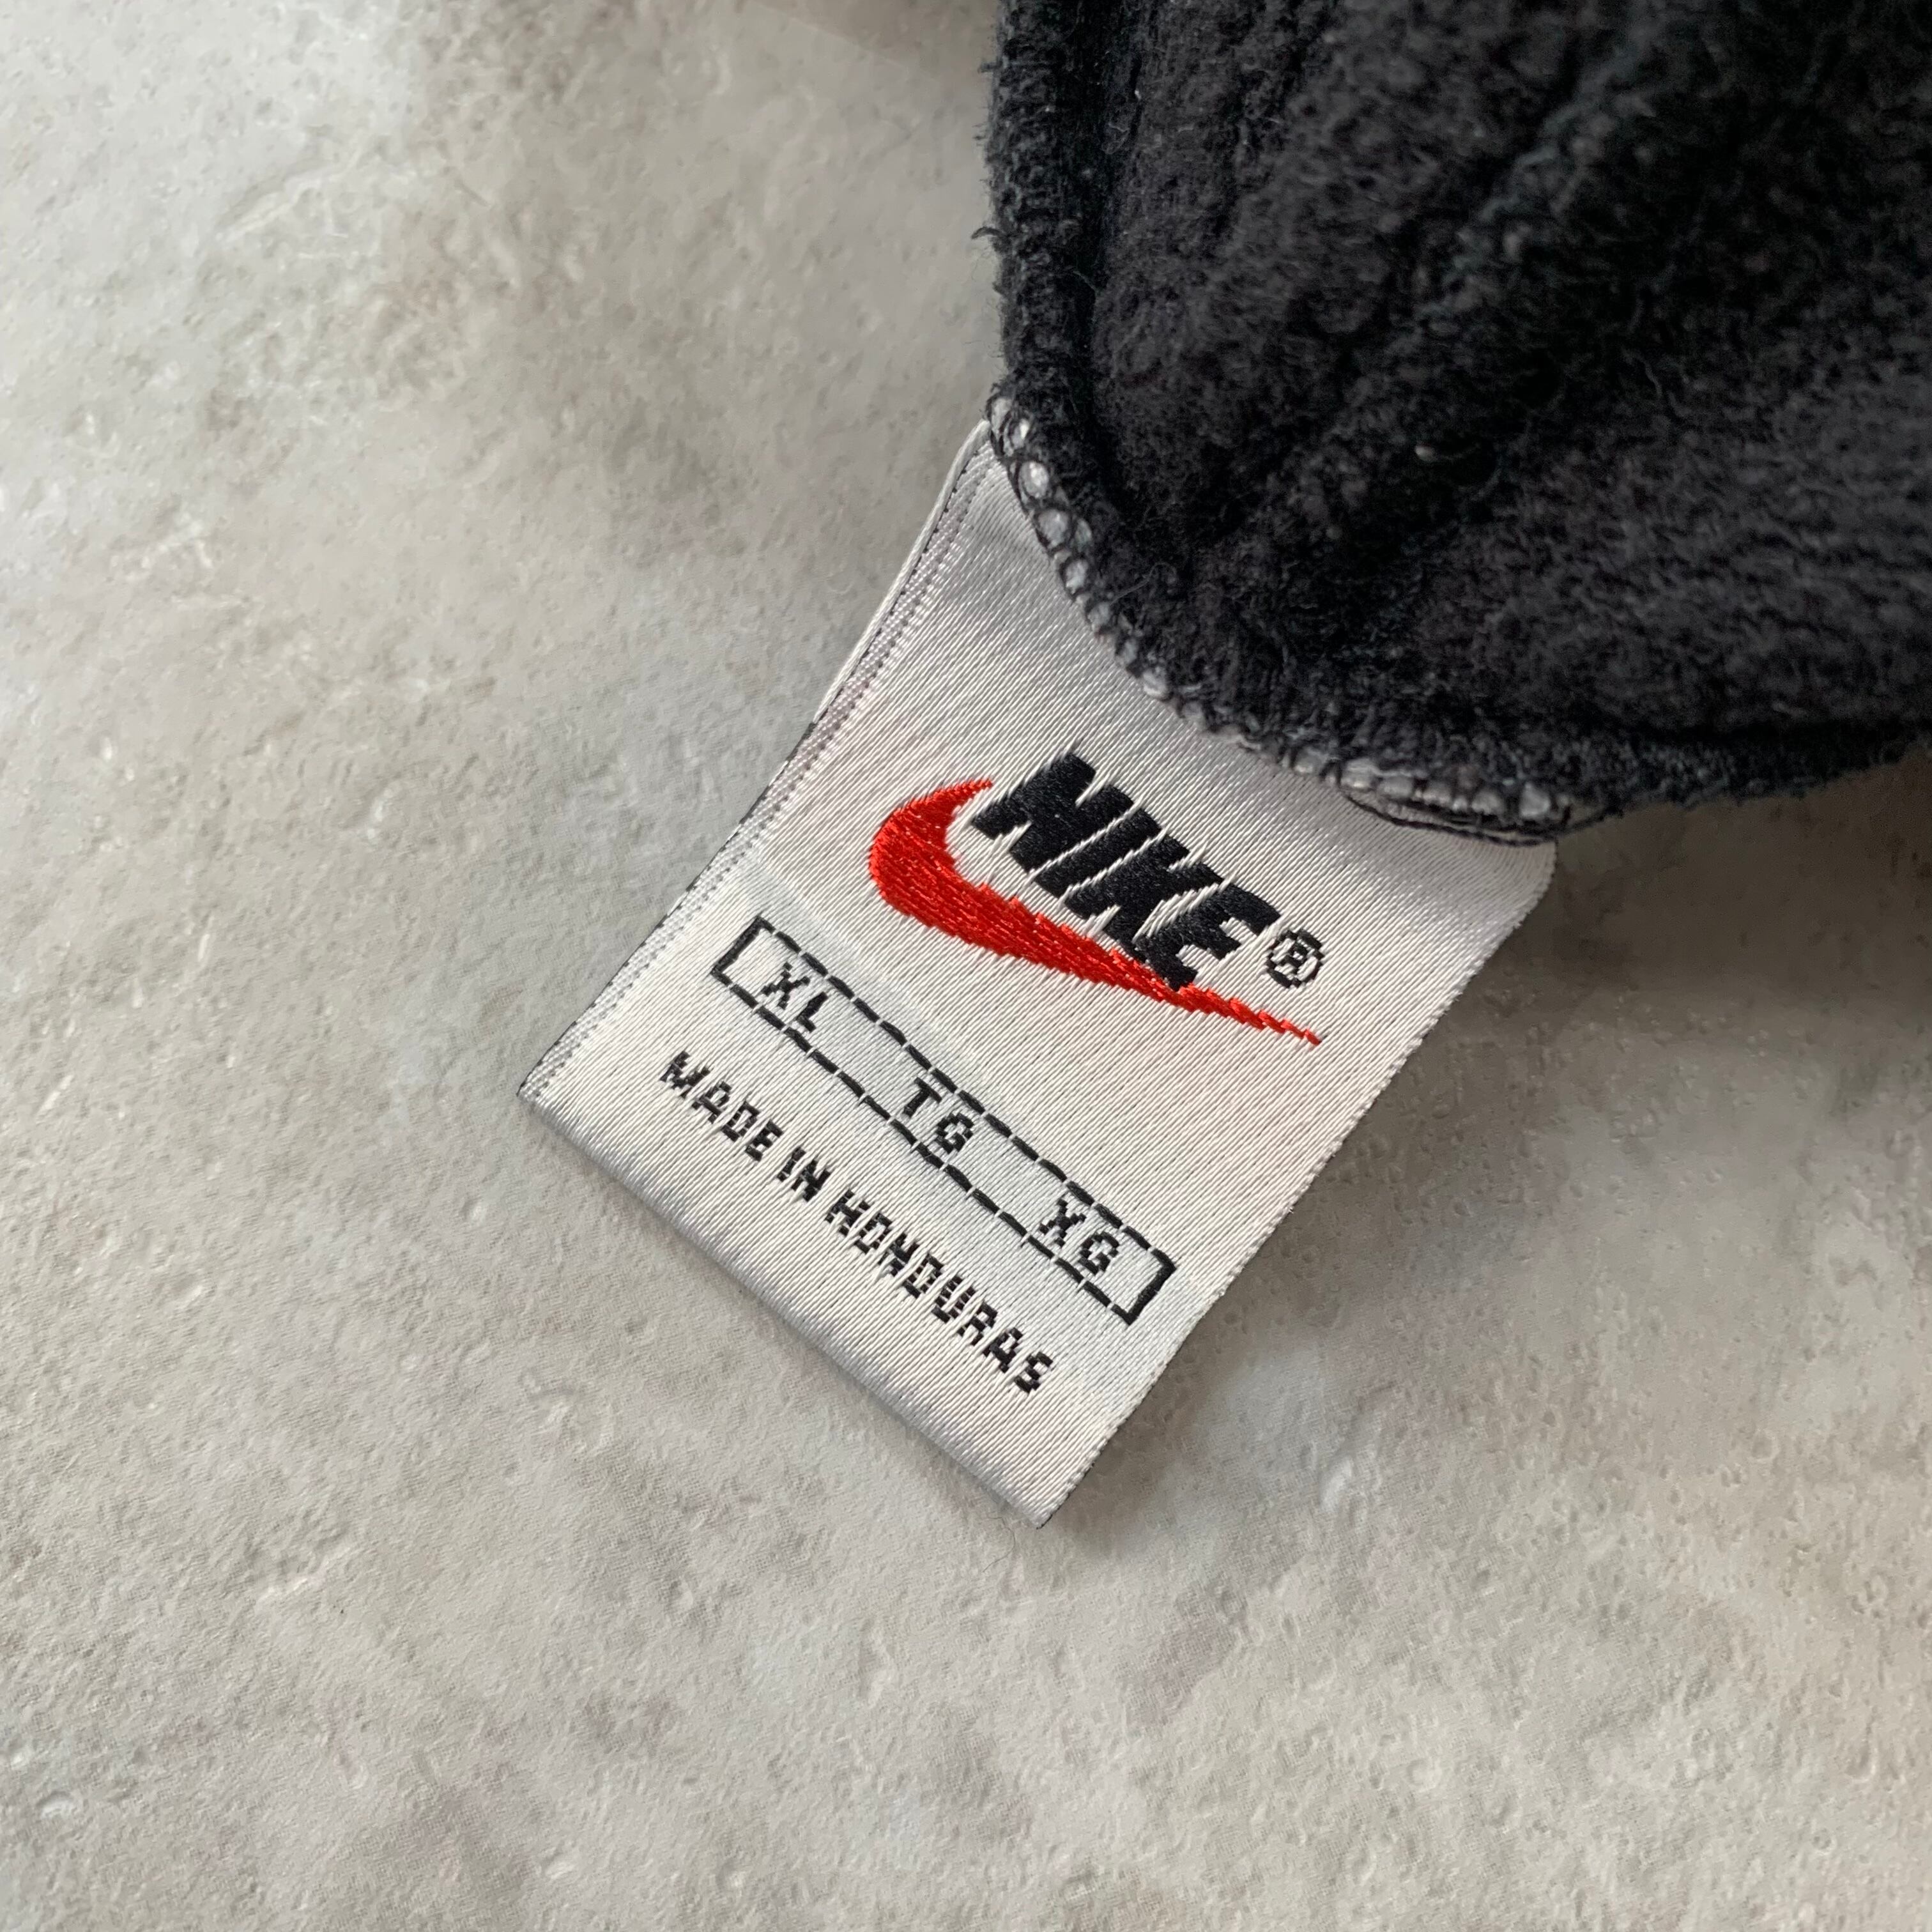 NIKE®
XL TG XG
MADE IN HONDURAS